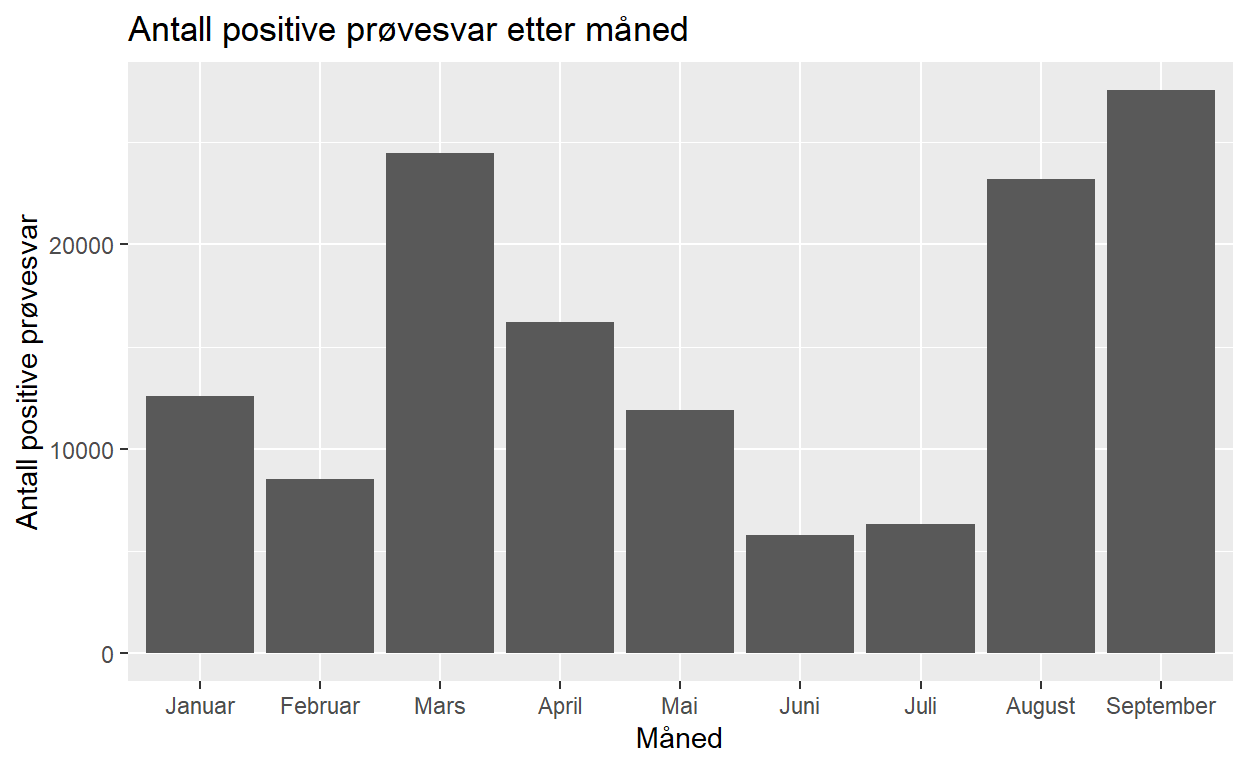 Antall positive prøvesvar etter måned
Antall positive prøvesvar
20000
10000
0
Januar Februar Mars April Mai Juni Juli August September
Måned